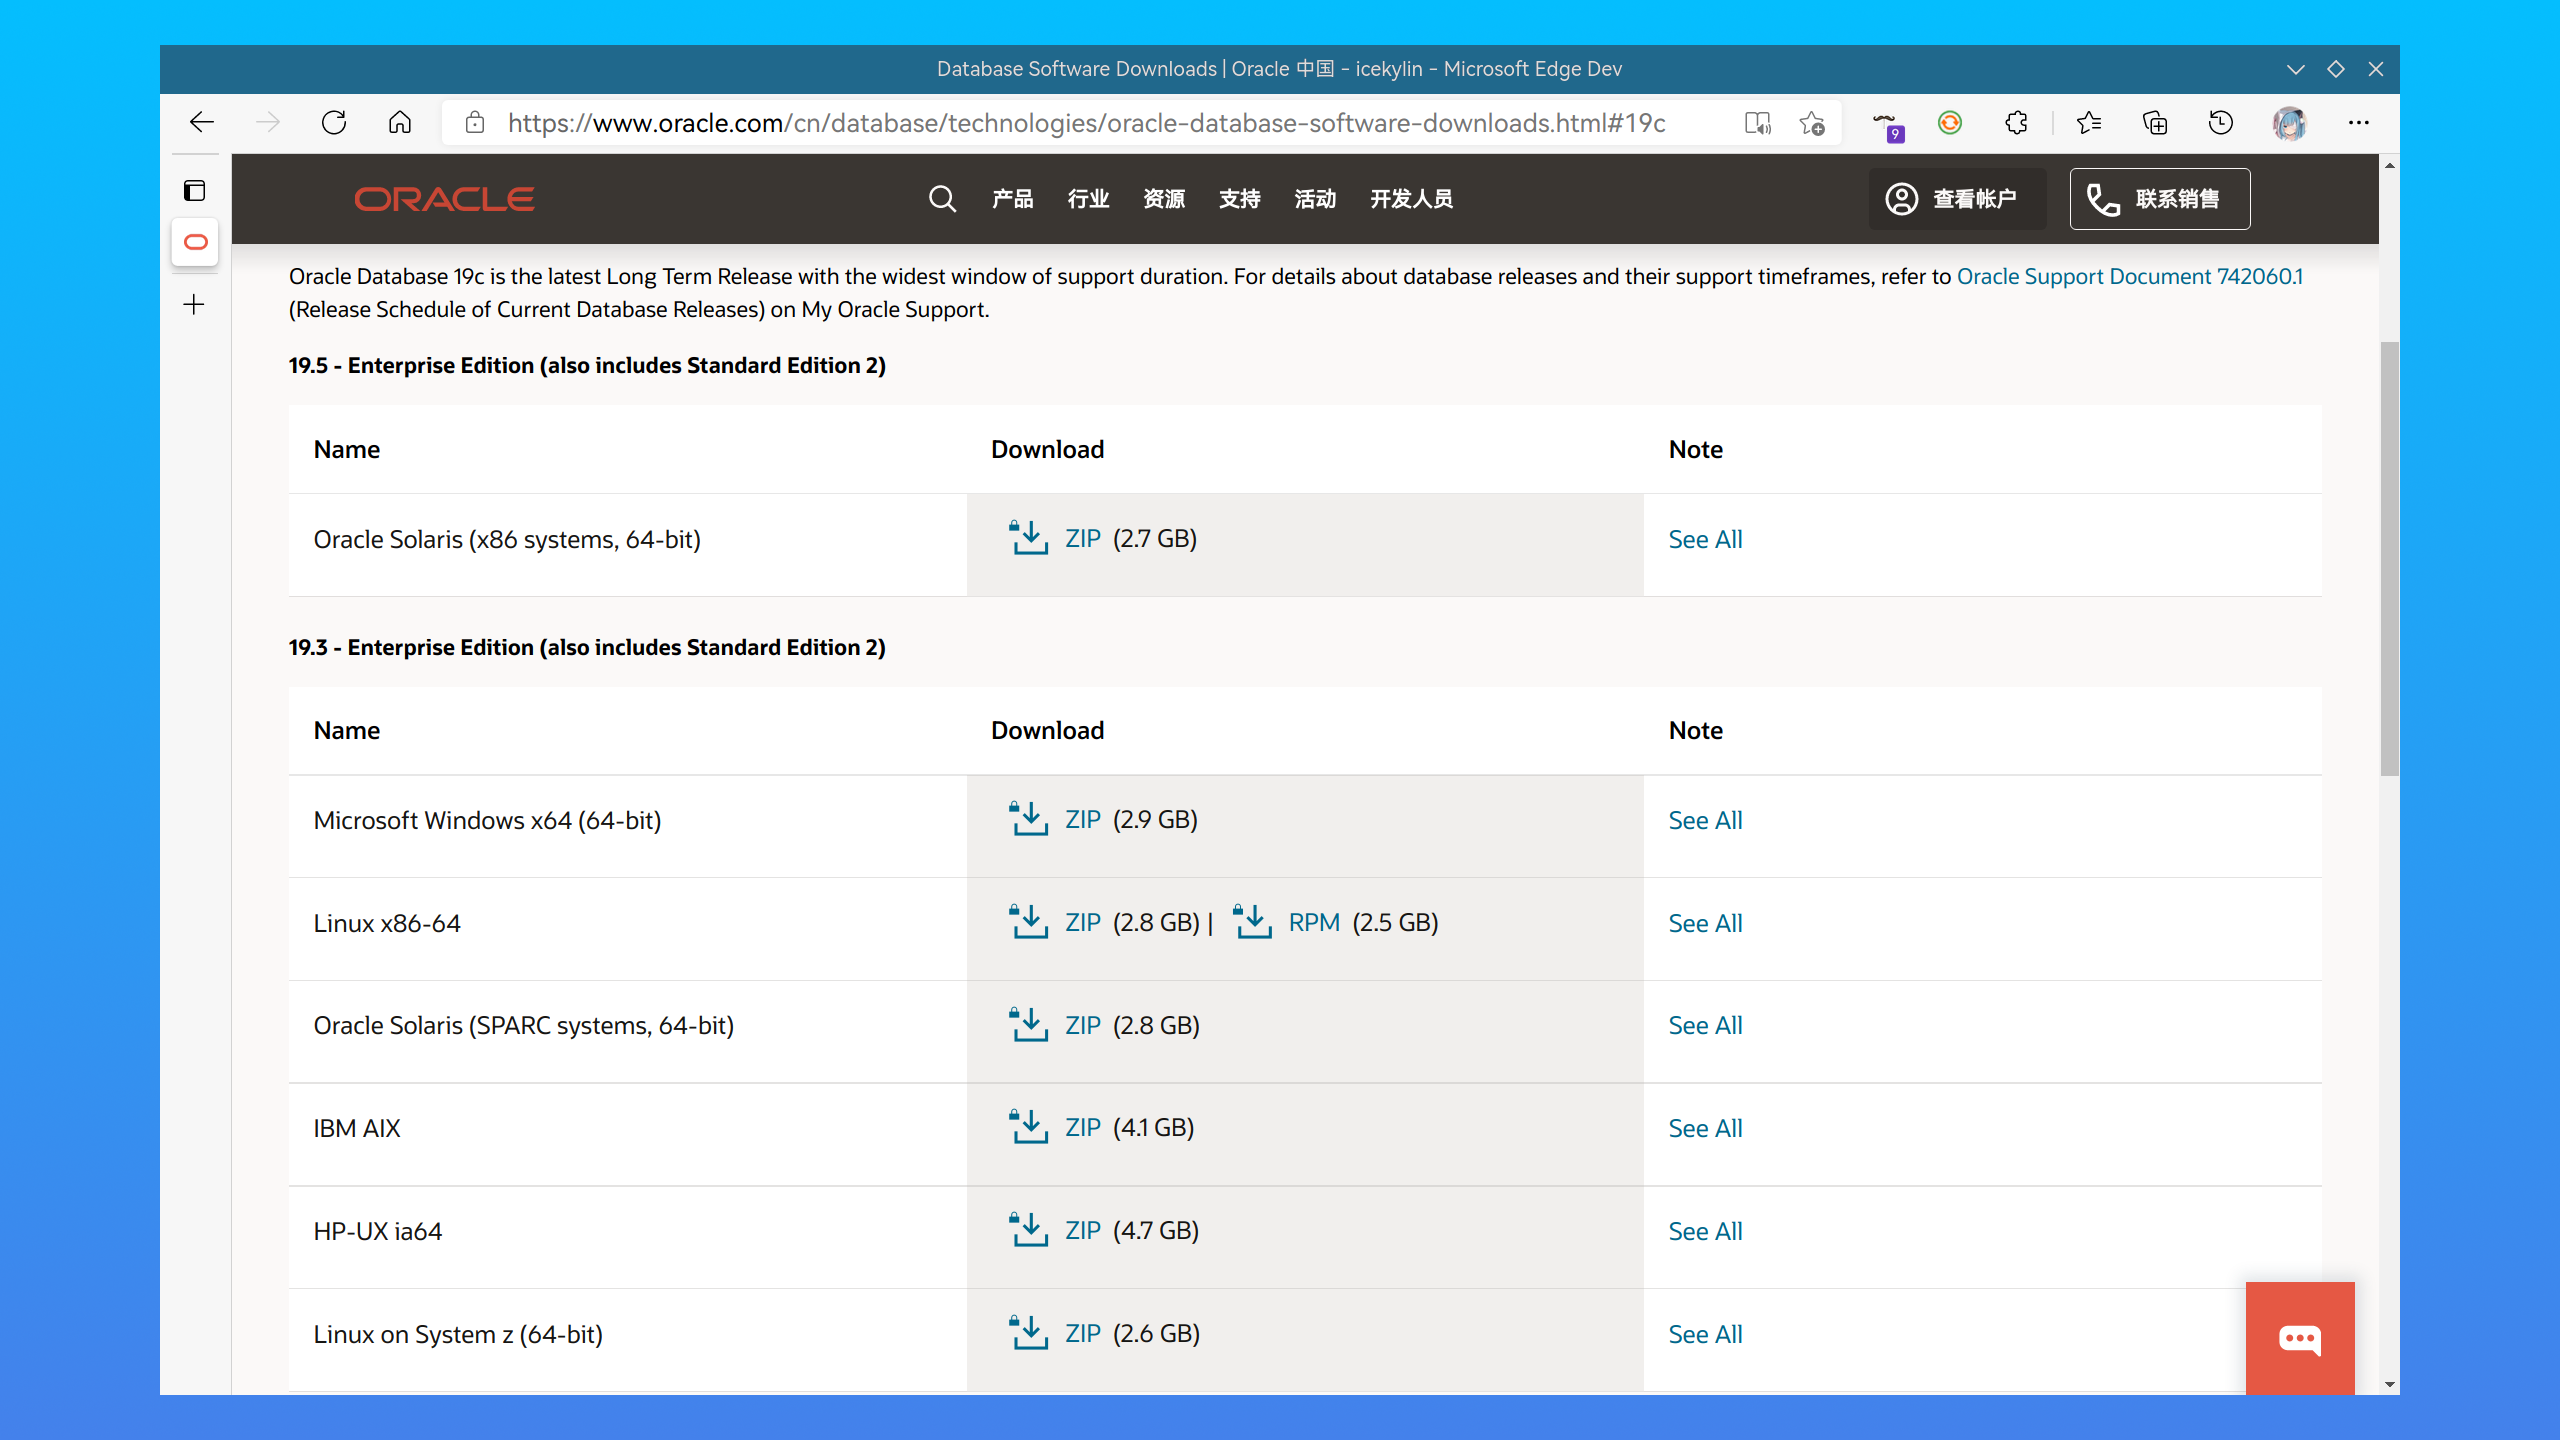 Database Software Downloads | Oracle 中国 - icekylin - Microsoft Edge Dev
https://www.oracle.com/cn/database/technologies/oracle-database-software-downloads.html#19c
9
ORACLE
产品 行业 资源 支持 活动 开发人员
查看帐户
联系销售
Oracle Database 19c is the latest Long Term Release with the widest window of support duration. For details about database releases and their support timeframes, refer to Oracle Support Document 742060.1
(Release Schedule of Current Database Releases) on My Oracle Support.
19.5 - Enterprise Edition (also includes Standard Edition 2)
Name Download Note
Oracle Solaris (x86 systems, 64-bit) ZIP (2.7 GB) See All
19.3 - Enterprise Edition (also includes Standard Edition 2)
Name Download Note
Microsoft Windows x64 (64-bit) ZIP (2.9 GB) See All
Linux x86-64 ZIP (2.8 GB) | RPM (2.5 GB) See All
Oracle Solaris (SPARC systems, 64-bit) ZIP (2.8 GB) See All
IBM AIX ZIP (4.1 GB) See All
HP-UX ia64 ZIP (4.7 GB) See All
Linux on System z (64-bit) ZIP (2.6 GB) See All